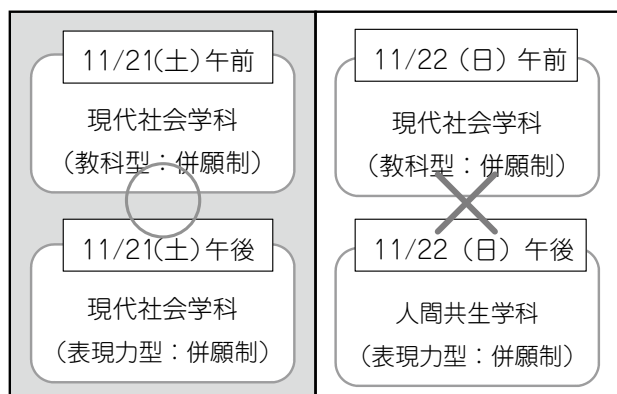 11/21(土)午前
現代社会学科
（教科型：併願制）
11/21(土)午後
現代社会学科
（表現力型：併願制）
11/22（日）午前
現代社会学科
（教科型：併願制）
11/22（日）午後
人間共生学科
（表現力型：併願制）